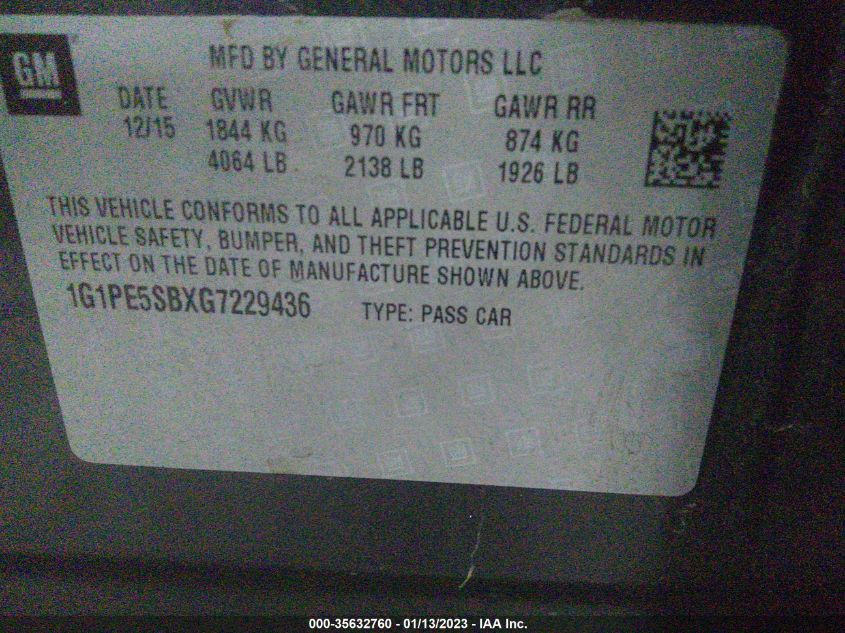 GM
MFD BY GENERAL MOTORS LLC
DATE GVWR GAWR FRT GAWR RR
12/15 1844 KG 970 KG 874 KG
4064 LB 2138 LB 1926 LB
THIS VEHICLE CONFORMS TO ALL APPLICABLE U.S. FEDERAL MOTOR
VEHICLE SAFETY, BUMPER, AND THEFT PREVENTION STANDARDS IN
EFFECT ON THE DATE OF MANUFACTURE SHOWN ABOVE.
1G1PE5SBXG7229436 TYPE: PASS CAR
000-35632760 - 01/13/2023 - IAA Inc.